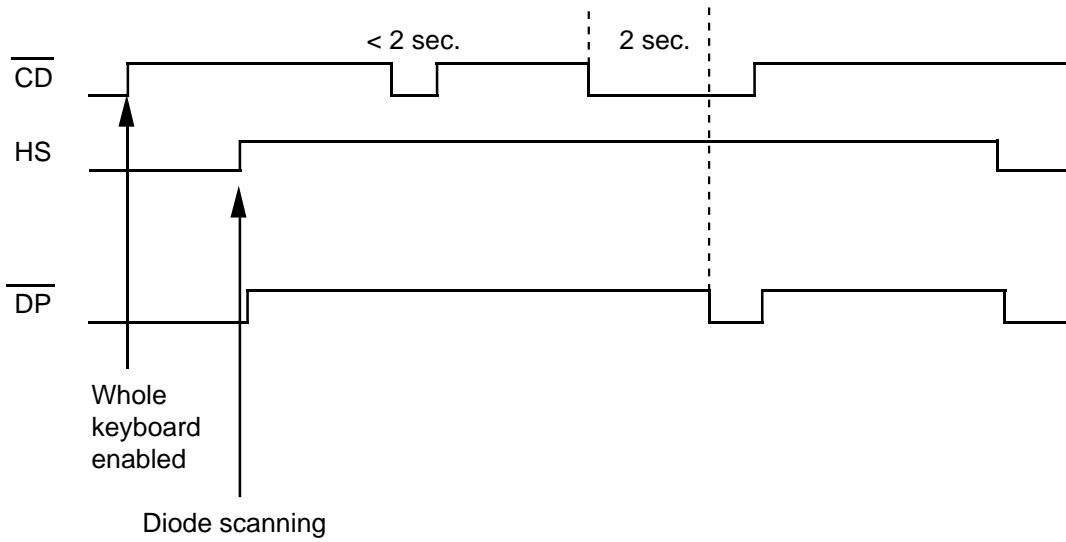 < 2 sec.
2 sec.
CD
HS
DP
Whole
keyboard
enabled
Diode scanning